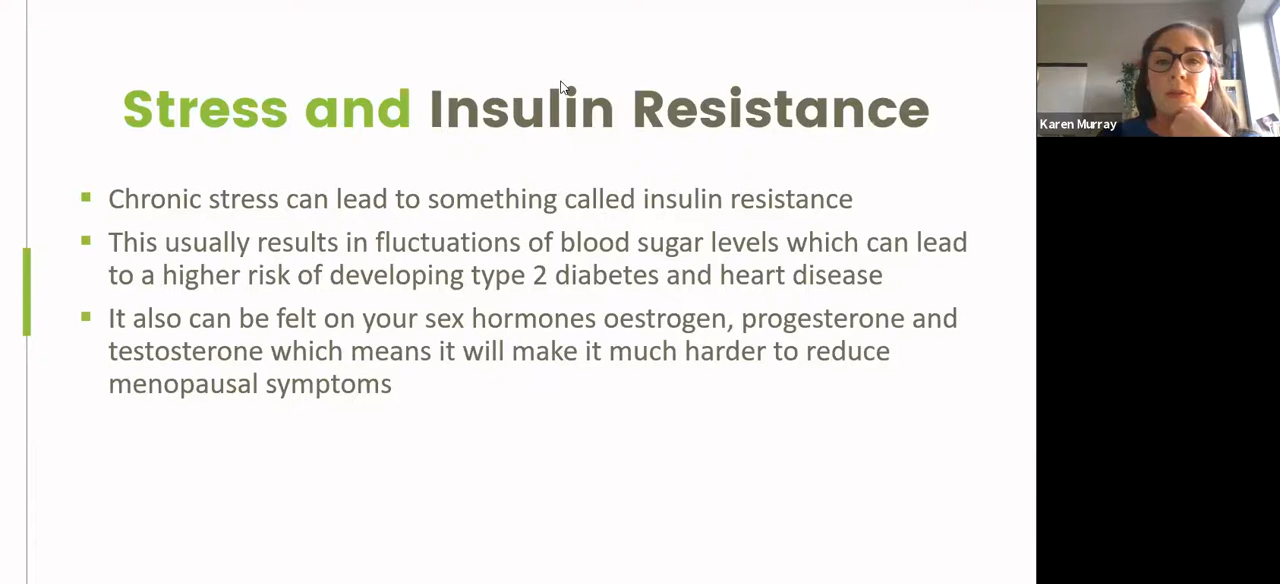 Stress and Insulin Resistance
Chronic stress can lead to something called insulin resistance
This usually results in fluctuations of blood sugar levels which can lead
to a higher risk of developing type 2 diabetes and heart disease
It also can be felt on your sex hormones oestrogen, progesterone and
testosterone which means it will make it much harder to reduce
menopausal symptoms
Karen Murray